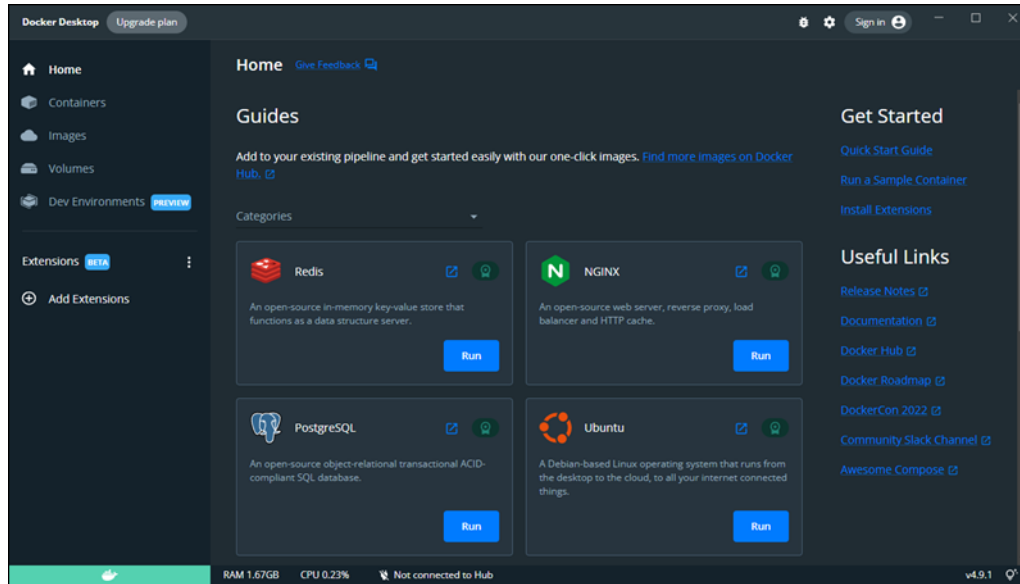 Docker Desktop Upgrade plan
Sign in
Home
Containers
Images
Volumes
Dev Environments PREVIEW
Extensions BETA
Add Extensions
Home Give Feedback
Guides
Add to your existing pipeline and get started easily with our one-click images. Find more images on Docker
Hub.
Categories
Redis
An open-source in-memory key-value store that
functions as a data structure server.
Run
N NGINX
An open-source web server, reverse proxy, load
balancer and HTTP cache.
Run
PostgreSQL
An open-source object-relational transactional ACID-
compliant SQL database.
Run
Ubuntu
A Debian-based Linux operating system that runs from
the desktop to the cloud, to all your internet connected
things.
Run
Get Started
Quick Start Guide
Run a Sample Container
Install Extensions
Useful Links
Release Notes
Documentation
Docker Hub
Docker Roadmap
DockerCon 2022
Community Slack Channel
Awesome Compose
RAM 1.67GB CPU 0.23% Not connected to Hub v4.9.1